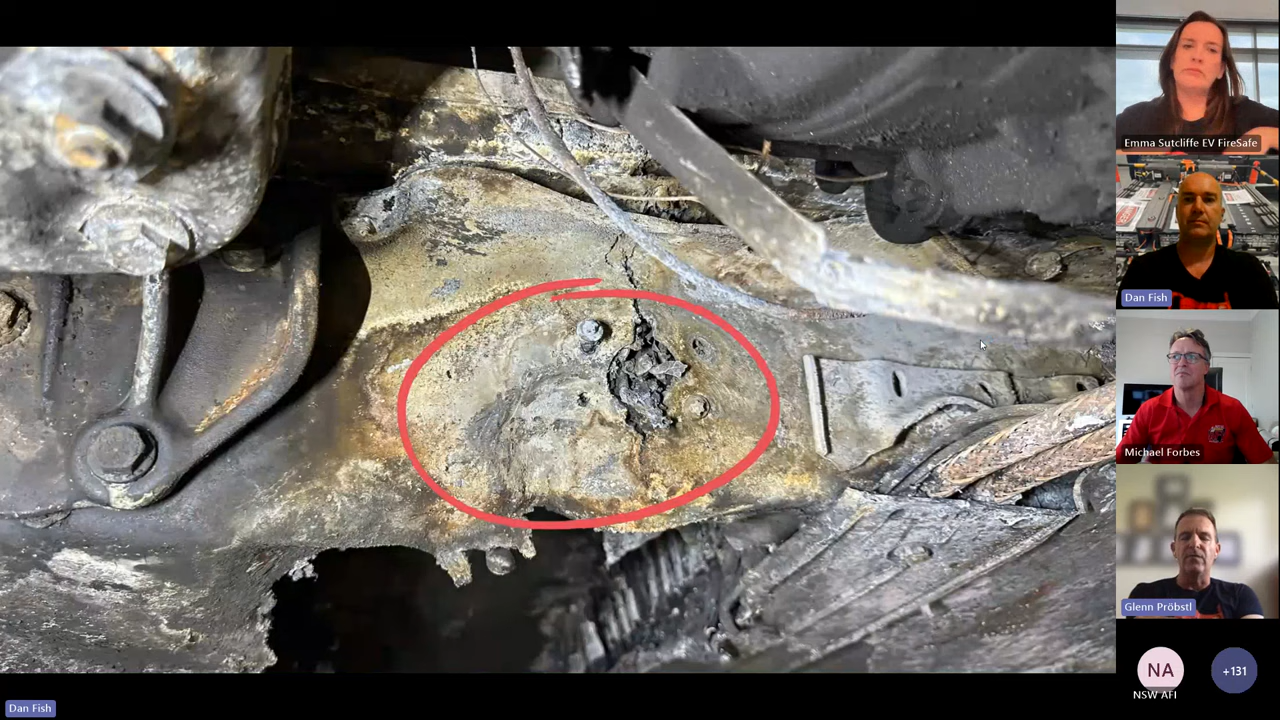 Emma Sutcliffe EV FireSafe
Dan Fish
Michael Forbes
Glenn Pröbstl
NA
NSW AFI
+131
Dan Fish